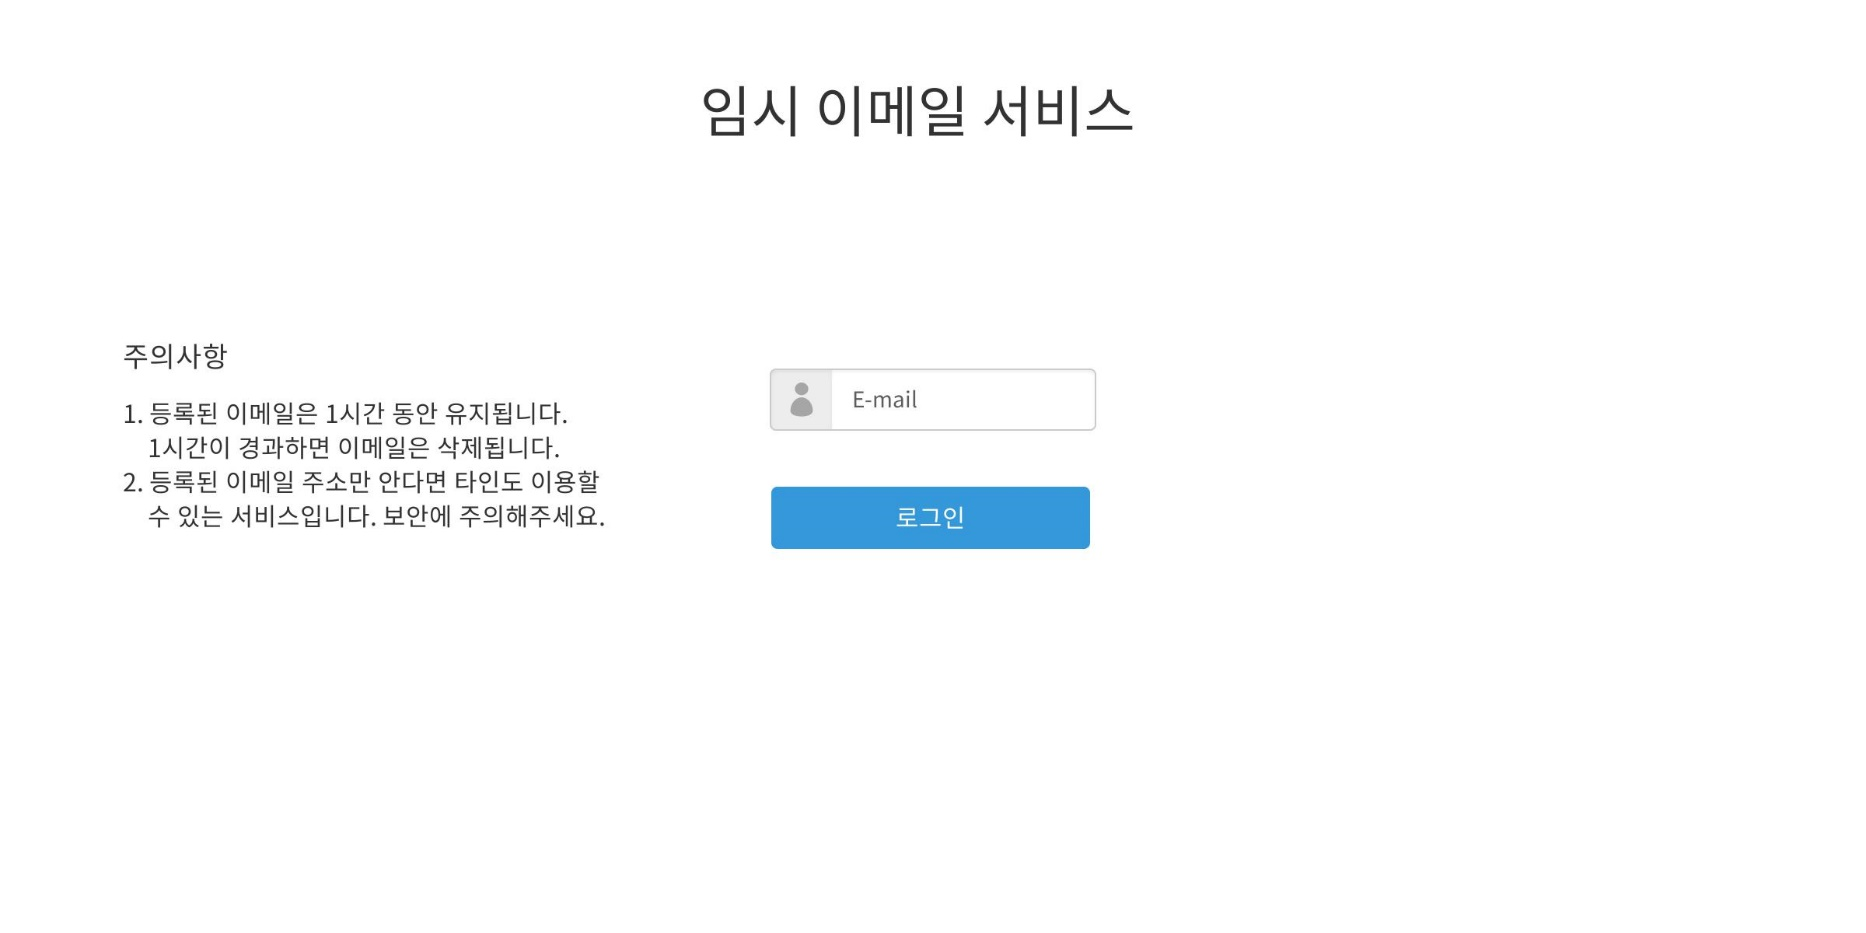 임시 이메일 서비스
주의사항
1. 등록된 이메일은 1시간 동안 유지됩니다.
1시간이 경과하면 이메일은 삭제됩니다.
2. 등록된 이메일 주소만 안다면 타인도 이용할
수 있는 서비스입니다. 보안에 주의해주세요.
E-mail
로그인